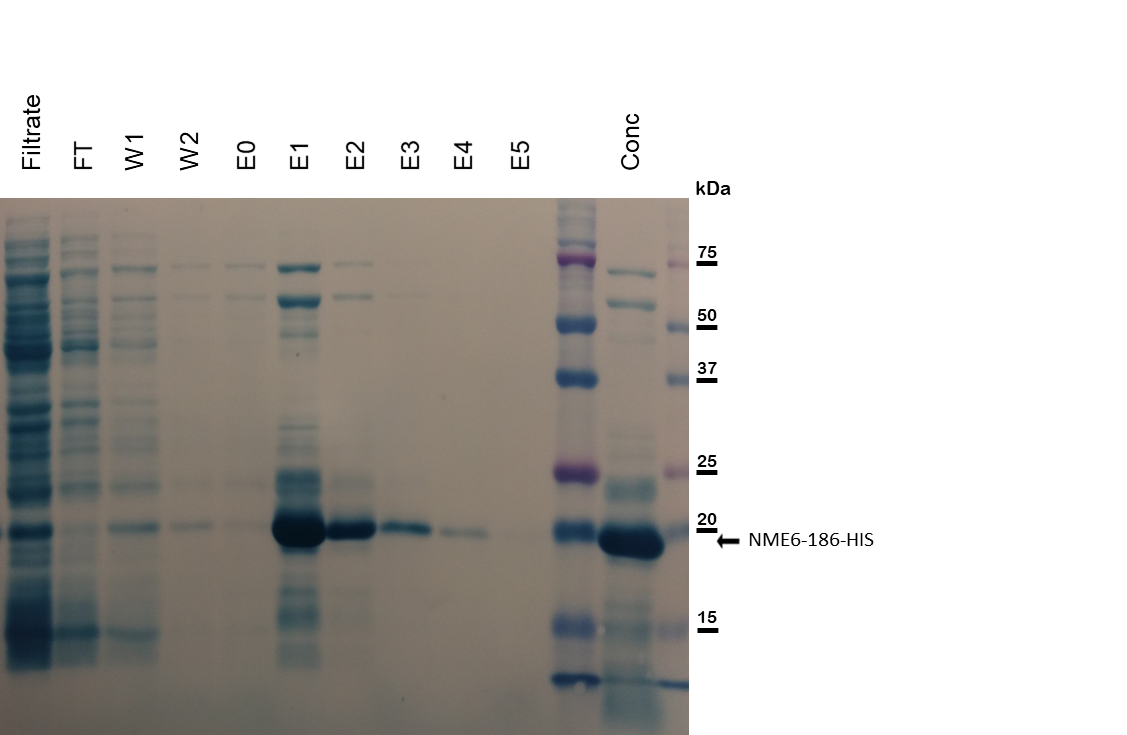 Filtrate
FT
W1
W2
E0
E1
E2
E3
E4
E5
Conc
kDa
75
50
37
25
20
NME6-186-HIS
15